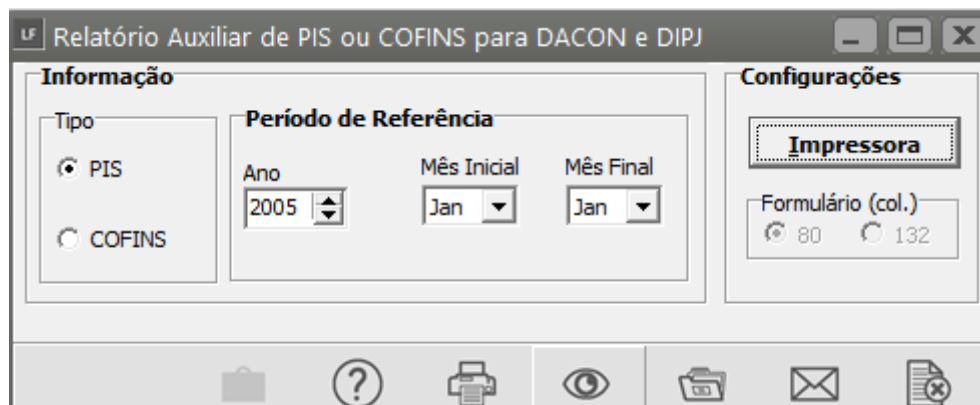 LF Relatório Auxiliar de PIS ou COFINS para DACON e DIPJ
Informação
Tipo
PIS
COFINS
Período de Referência
Ano
2005
Mês Inicial
Jan
Mês Final
Jan
Configurações
Impressora
Formulário (col.)
80 132